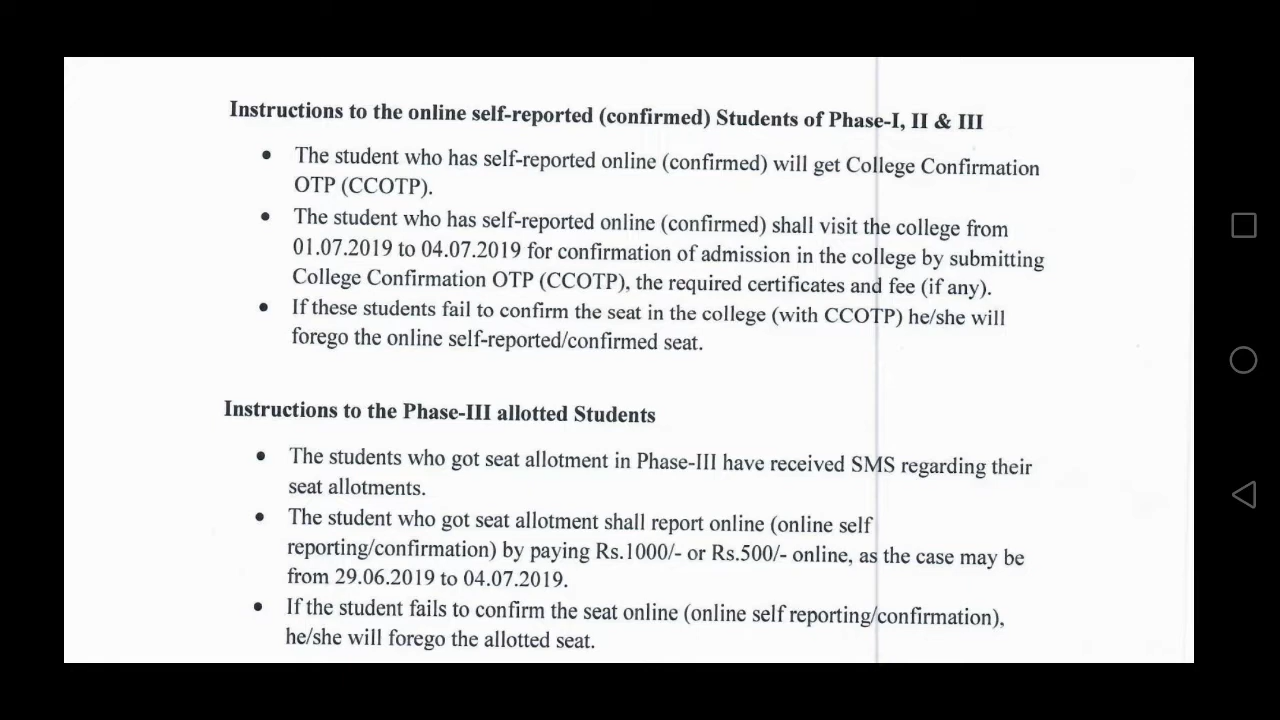 Instructions to the online self-reported (confirmed) Students of Phase-I, II & III
• The student who has self-reported online (confirmed) will get College Confirmation
OTP (CCOTP).
• The student who has self-reported online (confirmed) shall visit the college from
01.07.2019 to 04.07.2019 for confirmation of admission in the college by submitting
College Confirmation OTP (CCOTP), the required certificates and fee (if any).
• If these students fail to confirm the seat in the college (with CCOTP) he/she will
forego the online self-reported/confirmed seat.
Instructions to the Phase-III allotted Students
• The students who got seat allotment in Phase-III have received SMS regarding their
seat allotments.
• The student who got seat allotment shall report online (online self
reporting/confirmation) by paying Rs.1000/- or Rs.500/- online, as the case may be
from 29.06.2019 to 04.07.2019.
• If the student fails to confirm the seat online (online self reporting/confirmation),
he/she will forego the allotted seat.